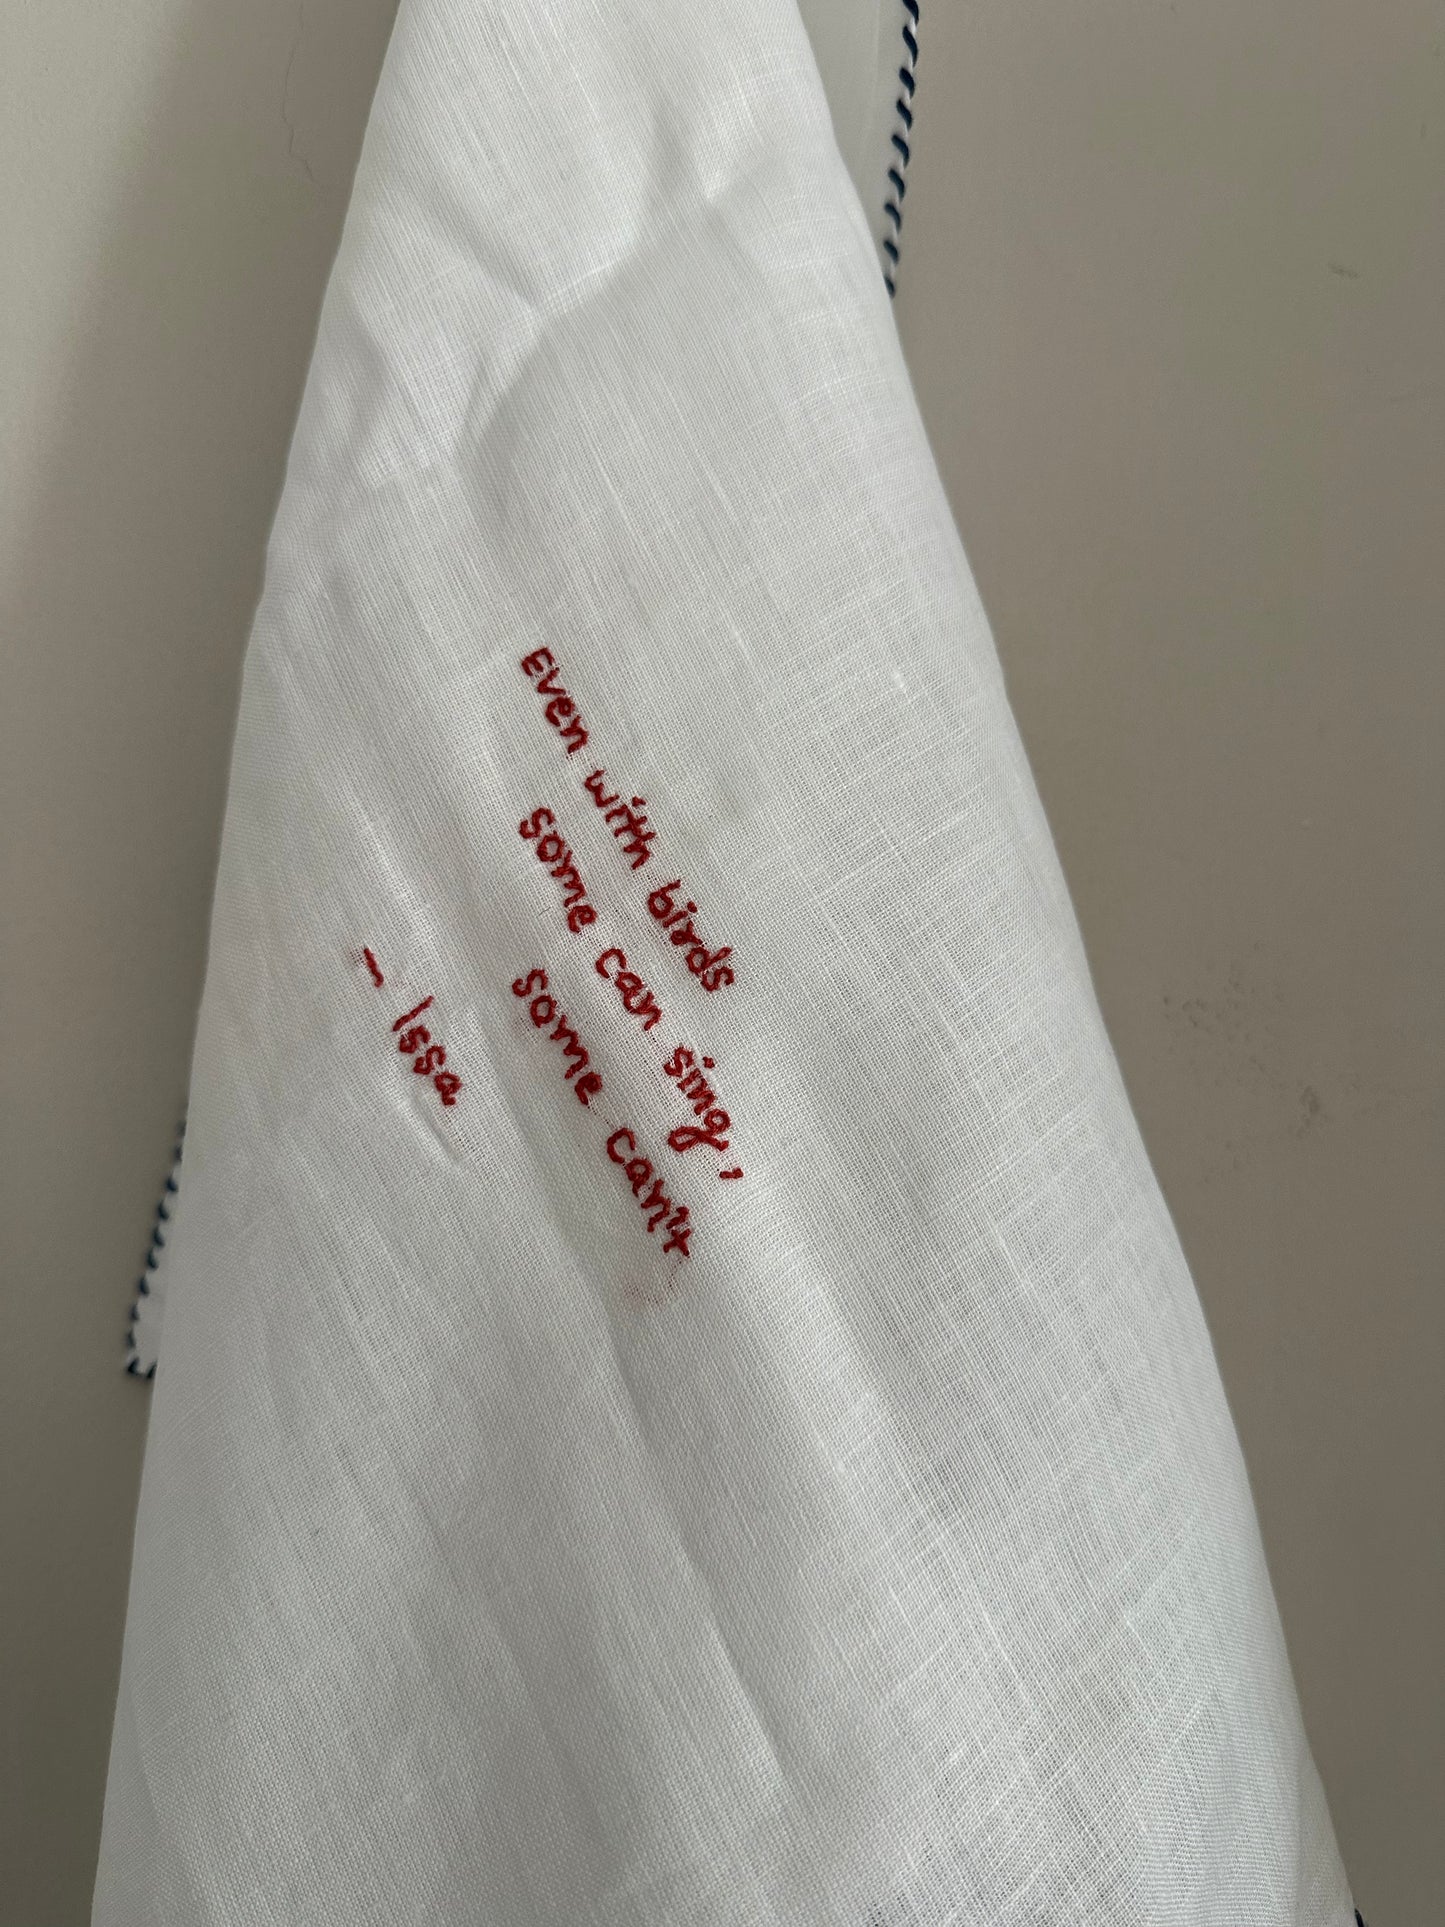 Even with birds
some can sing,
some can't
- Issa